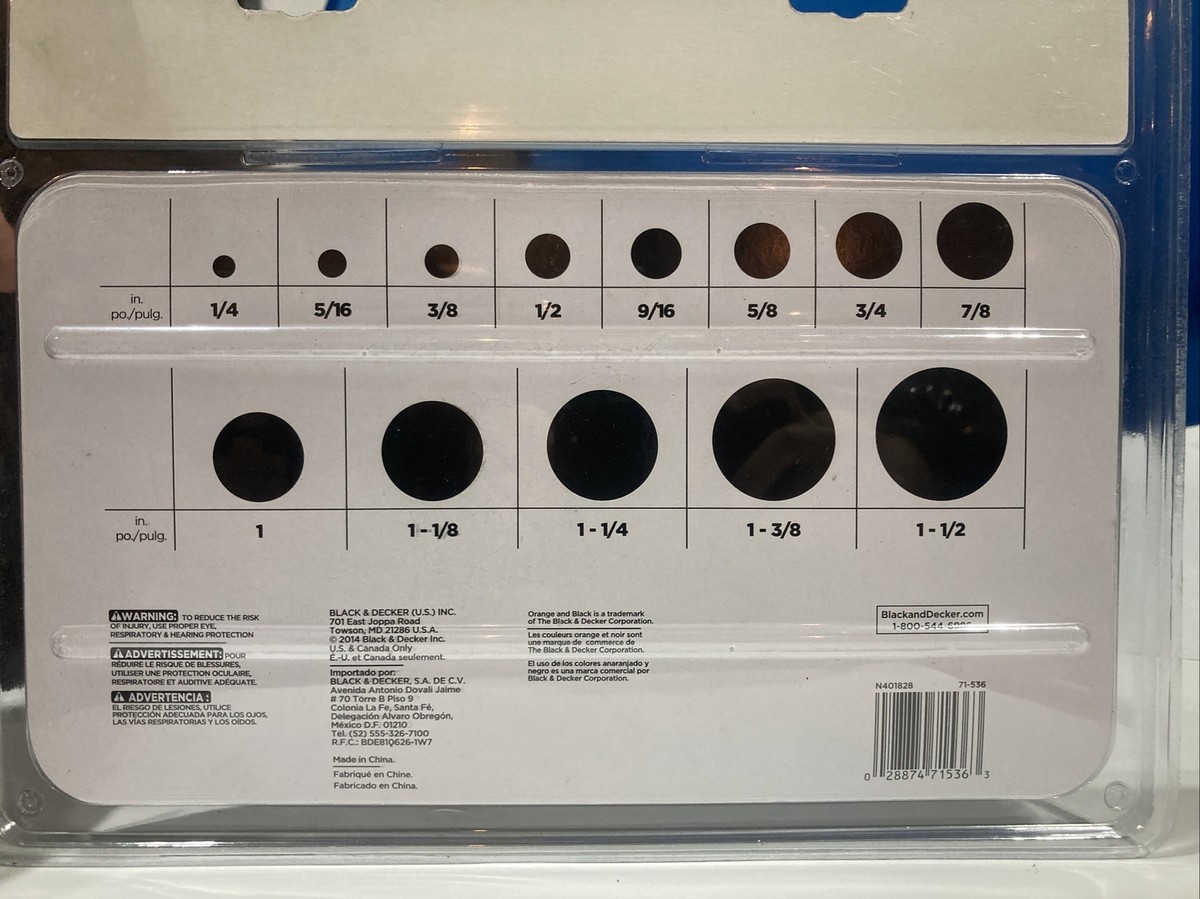 in.
po./pulg.
1/4 5/16 3/8 1/2 9/16 5/8 3/4 7/8
in.
po./pulg.
1 1 - 1/8 1 - 1/4 1 - 3/8 1 - 1/2
WARNING: TO REDUCE THE RISK
OF INJURY, USE PROPER EYE,
RESPIRATORY & HEARING PROTECTION
ADVERTISSEMENT: POUR
RÉDUIRE LE RISQUE DE BLESSURES,
UTILISER UNE PROTECTION OCULAIRE,
RESPIRATOIRE ET AUDITIVE ADÉQUATE.
ADVERTENCIA :
EL RIESGO DE LESIONES, UTILICE
PROTECCIÓN ADECUADA PARA LOS OJOS,
LAS VÍAS RESPIRATORIAS Y LOS OÍDOS.
BLACK & DECKER (U.S.) INC.
701 East Joppa Road
Towson, MD 21286 U.S.A.
© 2014 Black & Decker Inc.
U.S. & Canada Only
É.-U. et Canada seulement.
Importado por:
BLACK & DECKER, S.A. DE C.V.
Avenida Antonio Dovali Jaime
# 70 Torre B Piso 9
Colonia La Fe, Santa Fé,
Delegación Alvaro Obregón,
México D.F. 01210
Tel. (52) 555-326-7100
R.F.C.: BDE810626-1W7
Made in China.
Fabriqué en Chine.
Fabricado en China.
Orange and Black is a trademark
of The Black & Decker Corporation.
Les couleurs orange et noir sont
une marque de commerce de
The Black & Decker Corporation.
El uso de los colores anaranjado y
negro es una marca comercial por
Black & Decker Corporation.
BlackandDecker.com
1-800-544-
N401828 71-536
0 28874 71536 3